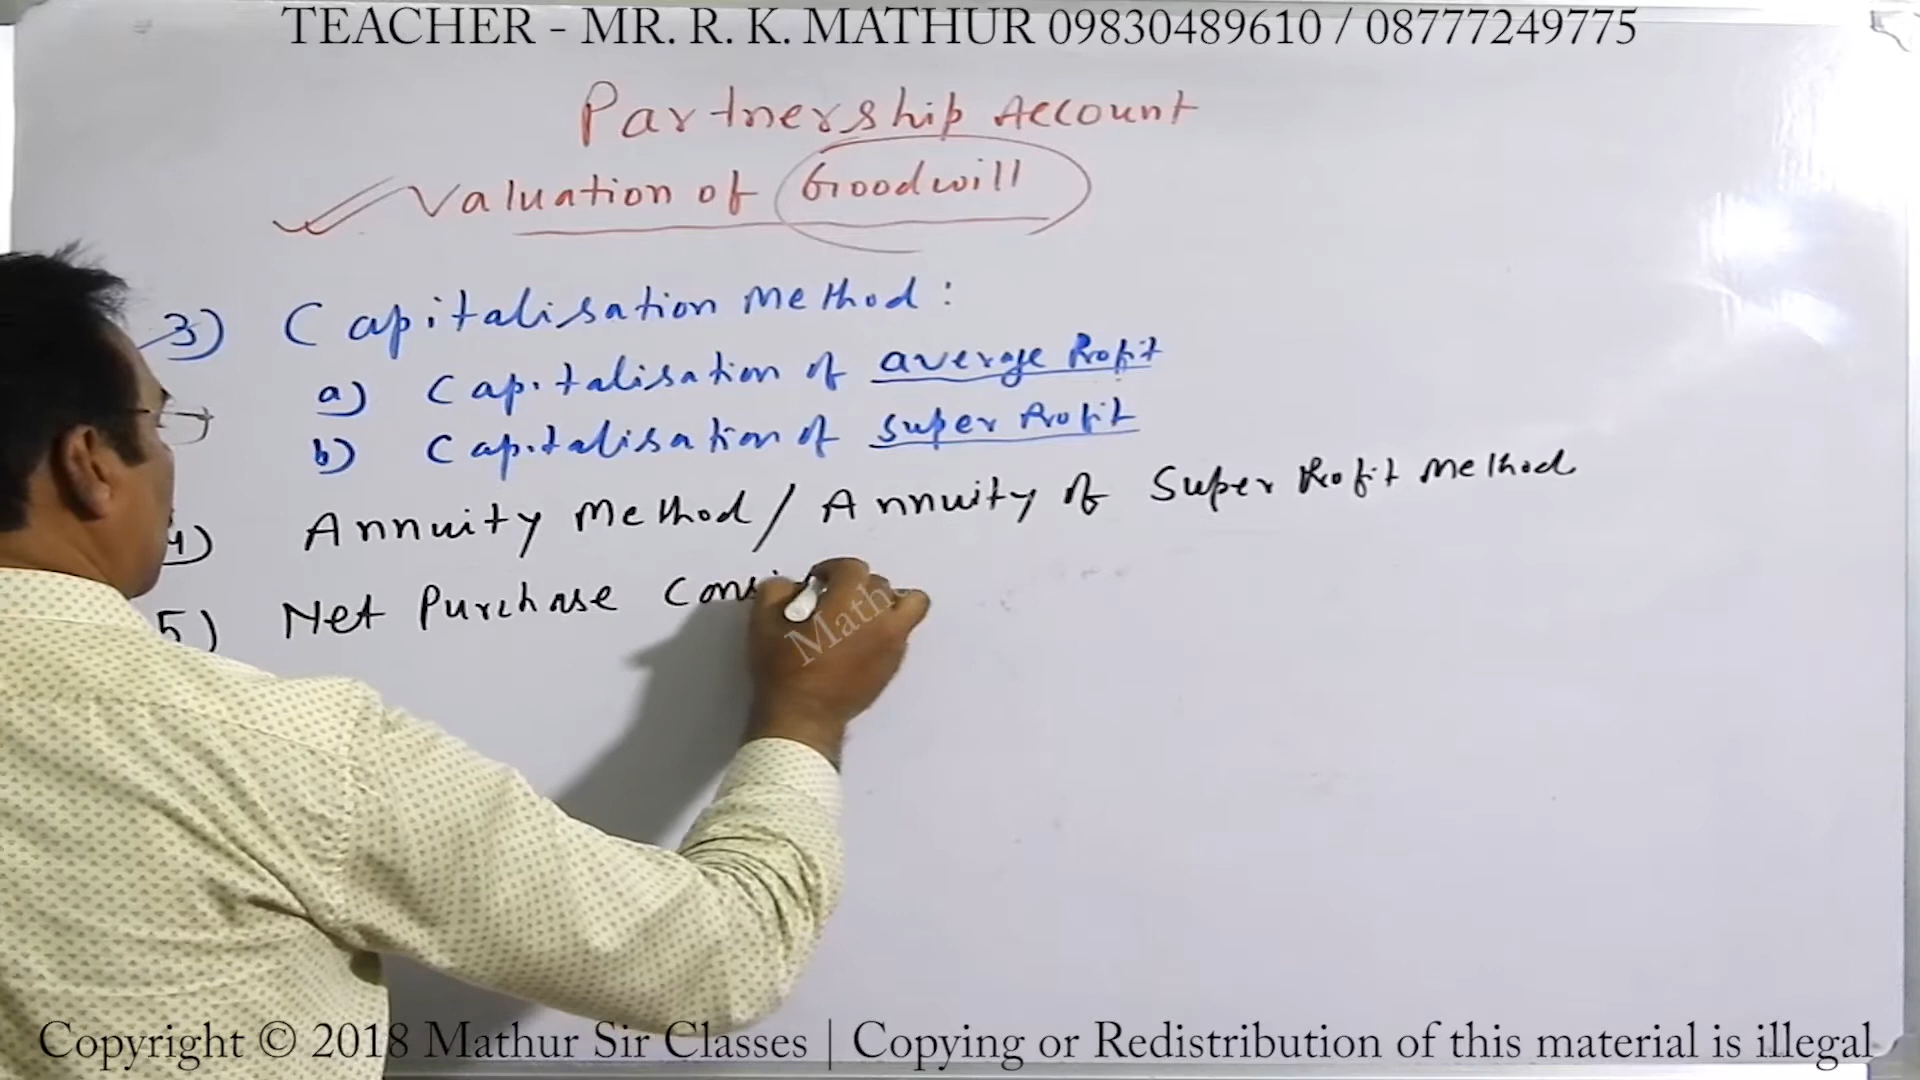 TEACHER - MR. R. K. MATHUR 09830489610 / 08777249775
Partnership Account
Valuation of Goodwill
3) Capitalisation Method:
a) Capitalisation of average Profit
b) Capitalisation of Super Profit
4) Annuity Method / Annuity of Super Profit Method
5) Net Purchase Consi
Math
Copyright © 2018 Mathur Sir Classes | Copying or Redistribution of this material is illegal